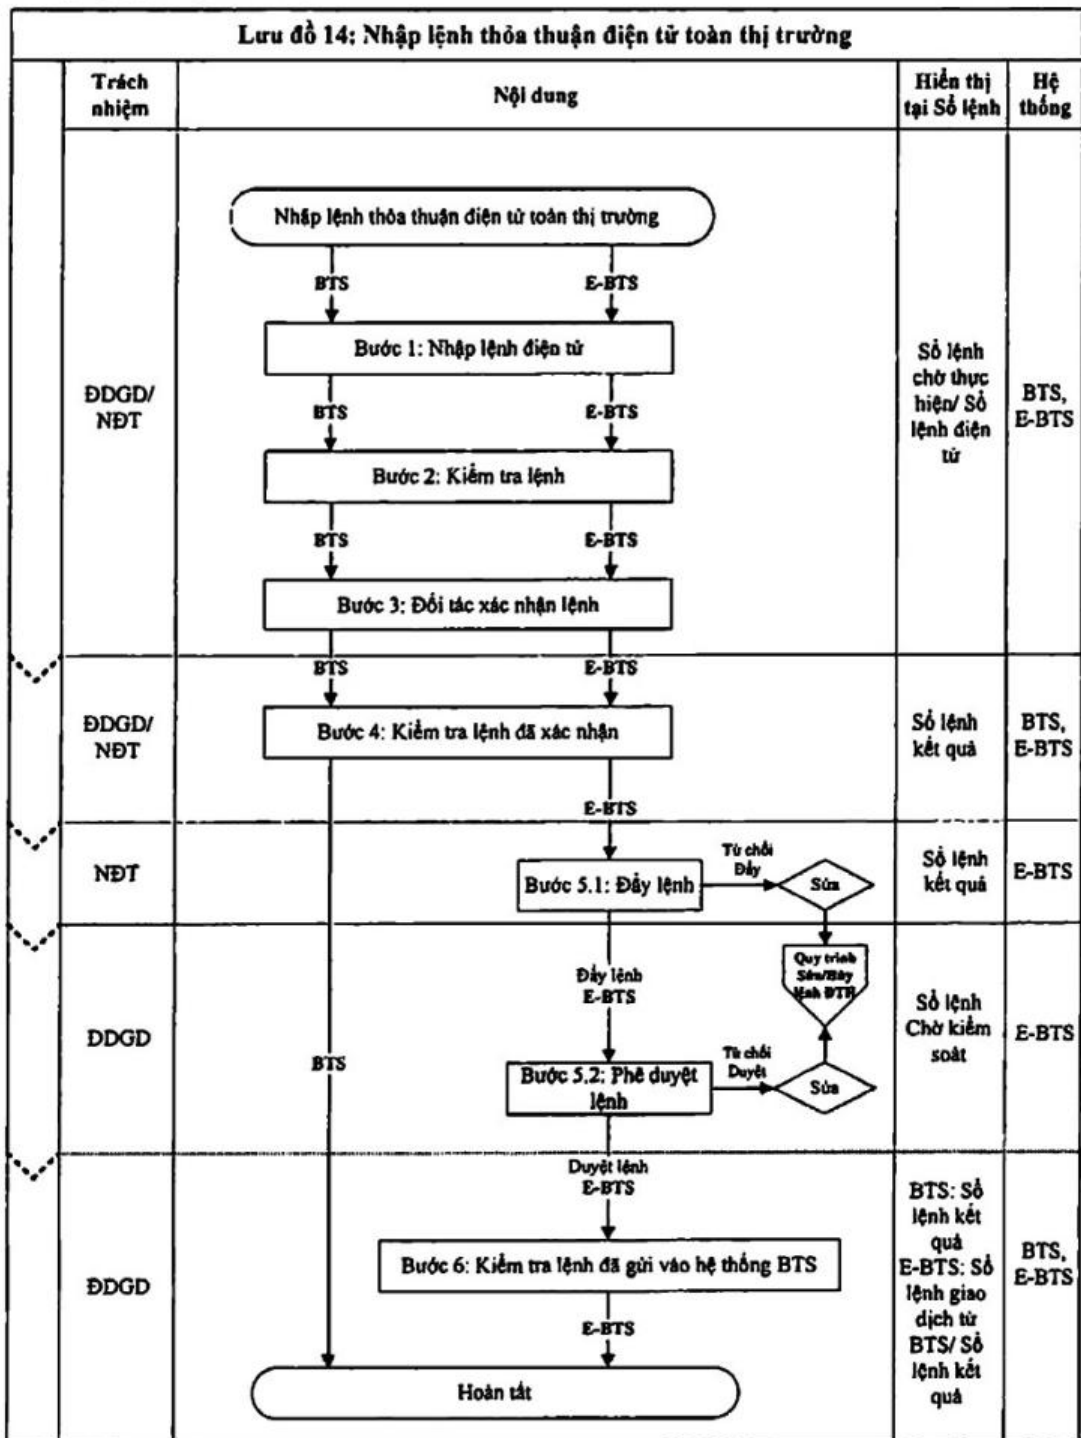 Lưu đồ 14: Nhập lệnh thỏa thuận điện tử toàn thị trường
Trách
nhiệm
Nội dung
Hiển thị
tại Sổ lệnh
Hệ
thống
Nhập lệnh thỏa thuận điện tử toàn thị trường
BTS
E-BTS
Bước 1: Nhập lệnh điện tử
BTS
E-BTS
Bước 2: Kiểm tra lệnh
BTS
E-BTS
Bước 3: Đối tác xác nhận lệnh
ĐDGD/
NĐT
Sổ lệnh
chờ thực
hiện/ Sổ
lệnh điện
tử
BTS,
E-BTS
BTS
E-BTS
ĐDGD/
NĐT
Bước 4: Kiểm tra lệnh đã xác nhận
Sổ lệnh
kết quả
BTS,
E-BTS
E-BTS
NĐT
Bước 5.1: Đẩy lệnh
Từ chối
Đẩy
Sửa
Sổ lệnh
kết quả
E-BTS
Quy trình
Sửa/Hủy
lệnh ĐTH
Đẩy lệnh
E-BTS
ĐDGD
BTS
Bước 5.2: Phê duyệt
lệnh
Từ chối
Duyệt
Sửa
Sổ lệnh
Chờ kiểm
soát
E-BTS
Duyệt lệnh
E-BTS
ĐDGD
Bước 6: Kiểm tra lệnh đã gửi vào hệ thống BTS
E-BTS
Hoàn tất
BTS: Sổ
lệnh kết
quả
E-BTS: Sổ
lệnh giao
dịch từ
BTS/ Sổ
lệnh kết
quả
BTS,
E-BTS